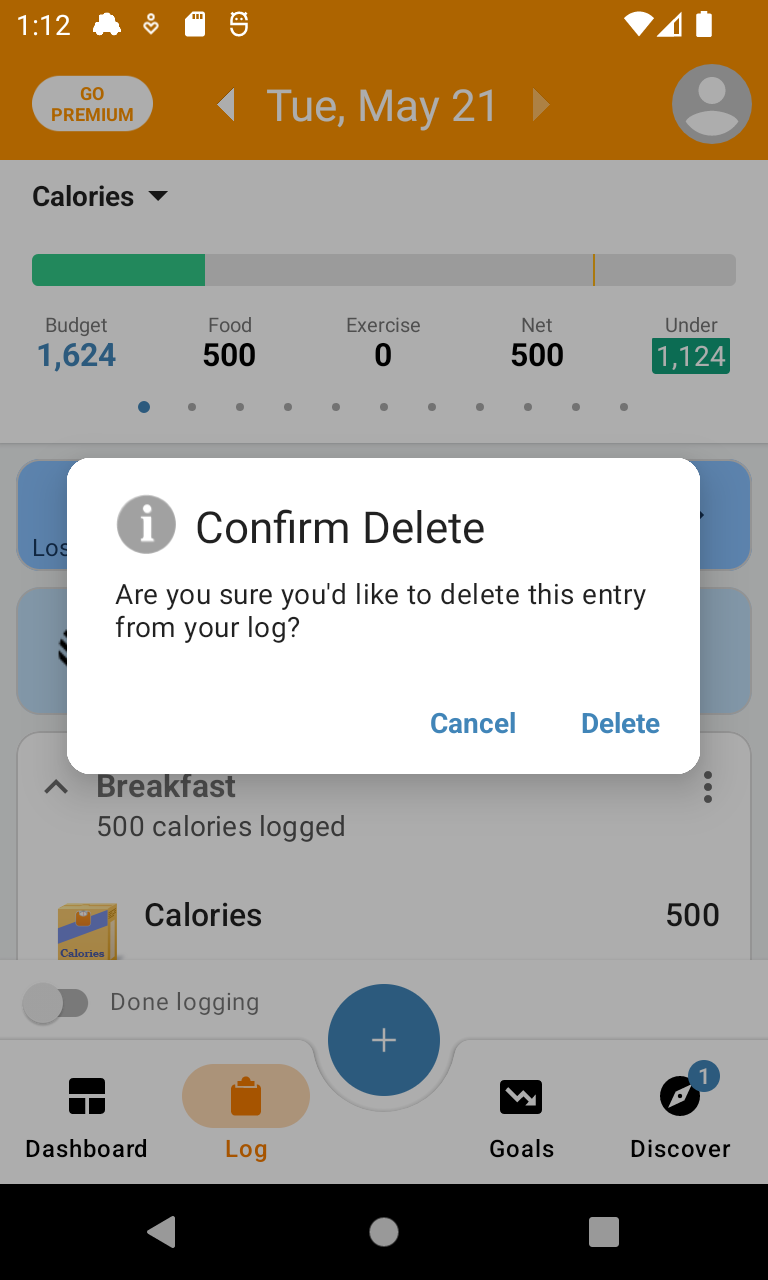 1:12
GO
PREMIUM
Tue, May 21
Calories
Budget
Food
Exercise
Net
Under
1,624
500
0
500
1,124
Los
Confirm Delete
Are you sure you'd like to delete this entry
from your log?
Cancel
Delete
Breakfast
500 calories logged
Calories
500
Calories
Done logging
+
1
Dashboard
Log
Goals
Discover